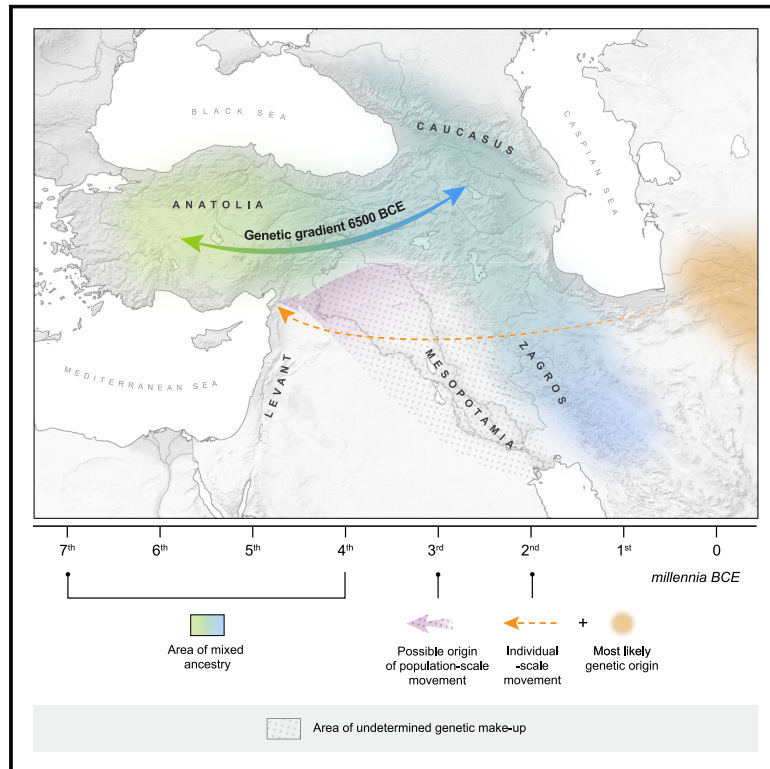 BLACK SEA
CAUCASUS
CASPIAN SEA
ANATOLIA
Genetic gradient 6500 BCE
ZAGROS
MESOPOTAMIA
LEVANT
MEDITERRANEAN SEA
7th 6th 5th 4th 3rd 2nd 1st 0
millennia BCE
+
Area of mixed
ancestry
Possible origin
of population-scale
movement
Individual
-scale
movement
Most likely
genetic origin
Area of undetermined genetic make-up